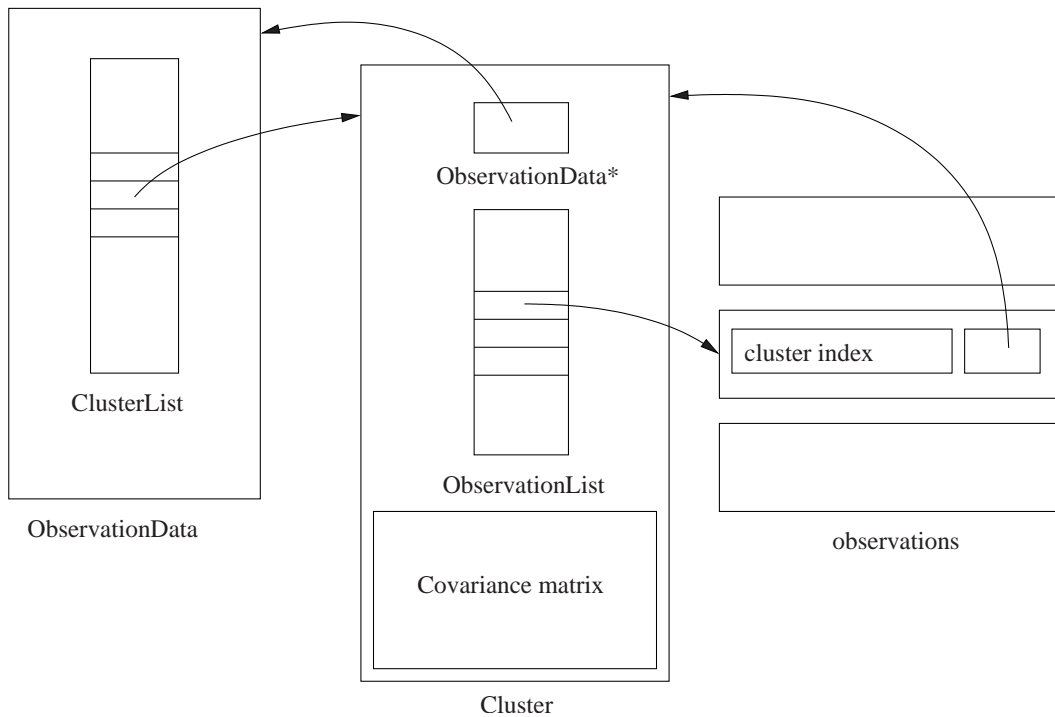 ClusterList
ObservationData
ObservationData*
ObservationList
Covariance matrix
Cluster
cluster index
observations